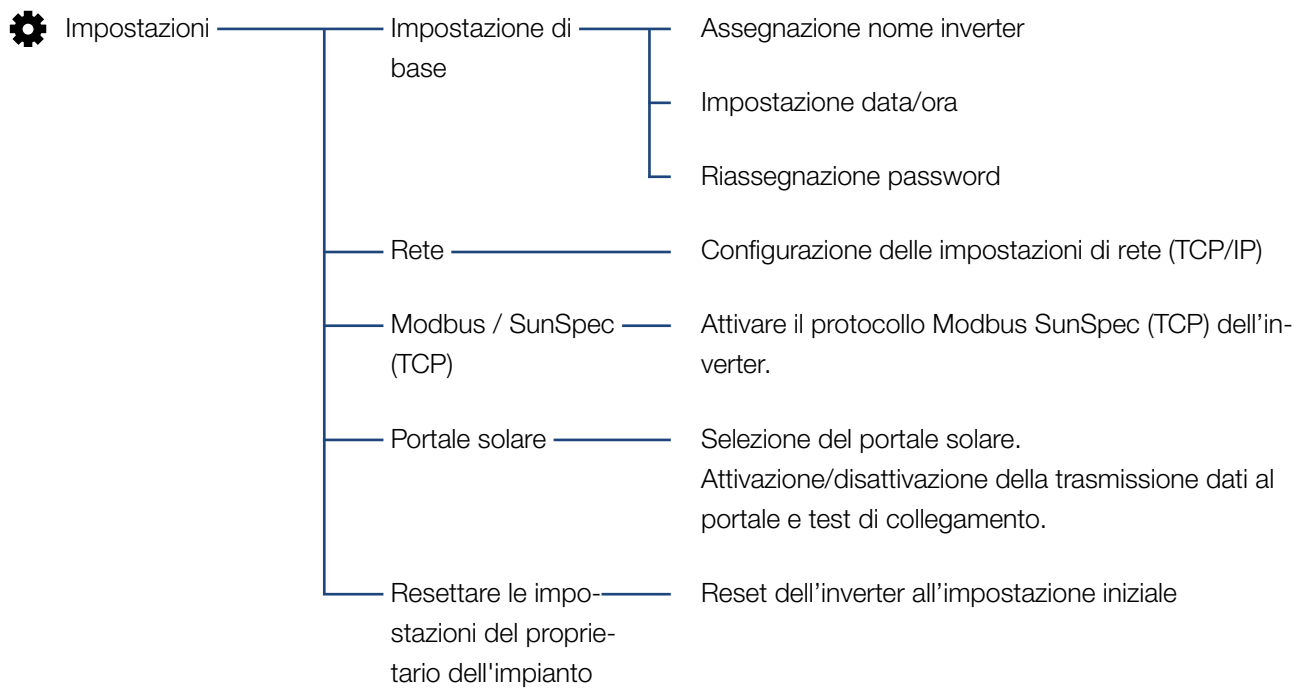 Impostazioni
Impostazione di
base
Assegnazione nome inverter
Impostazione data/ora
Riassegnazione password
Rete
Configurazione delle impostazioni di rete (TCP/IP)
Modbus / SunSpec
(TCP)
Attivare il protocollo Modbus SunSpec (TCP) dell’in-
verter.
Portale solare
Selezione del portale solare.
Attivazione/disattivazione della trasmissione dati al
portale e test di collegamento.
Resettare le impo-
stazioni del proprie-
tario dell'impianto
Reset dell’inverter all’impostazione iniziale